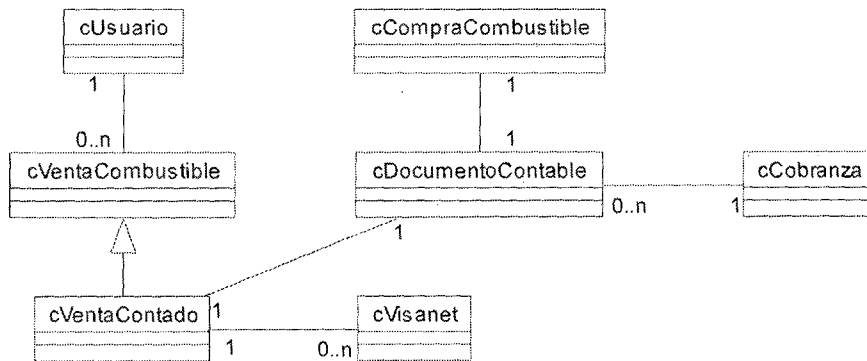 cUsuario
cCompraCombustible
1
1
0..n
1
cVentaCombustible
cDocumentoContable
cCobranza
1
0..n
1
cVentaContado
1
cVisanet
1
0..n